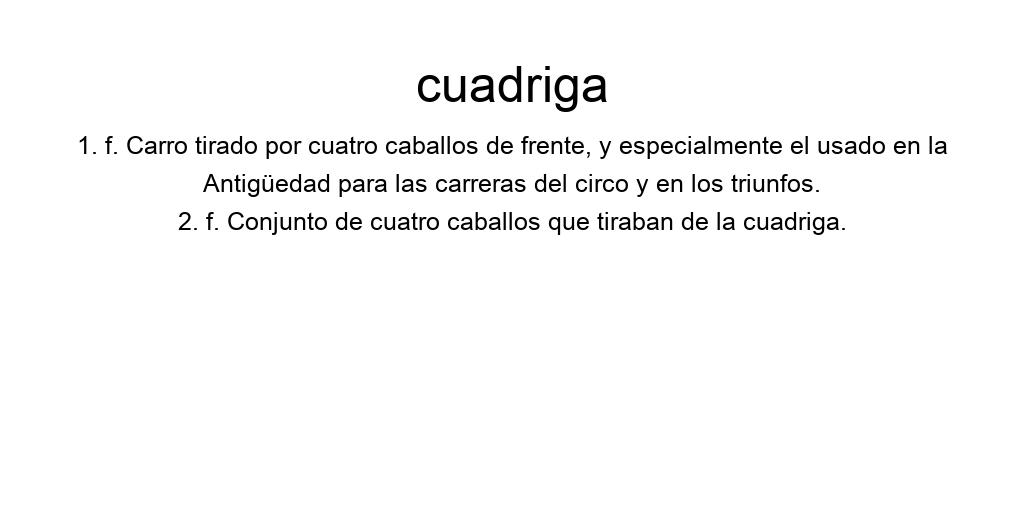 cuadriga
1. f. Carro tirado por cuatro caballos de frente, y especialmente el usado en la
Antigüedad para las carreras del circo y en los triunfos.
2. f. Conjunto de cuatro caballos que tiraban de la cuadriga.